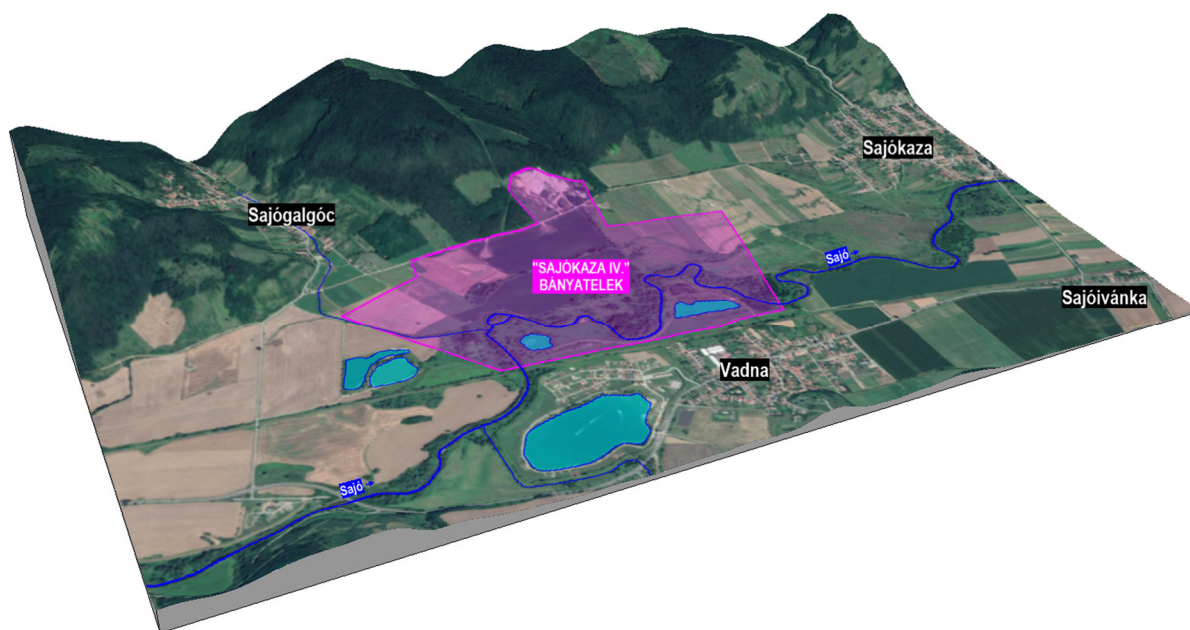 Sajókaza
Sajógalgóc
Sajó
"SAJÓKAZA IV."
BÁNYATELEK
Sajóivánka
Vadna
Sajó